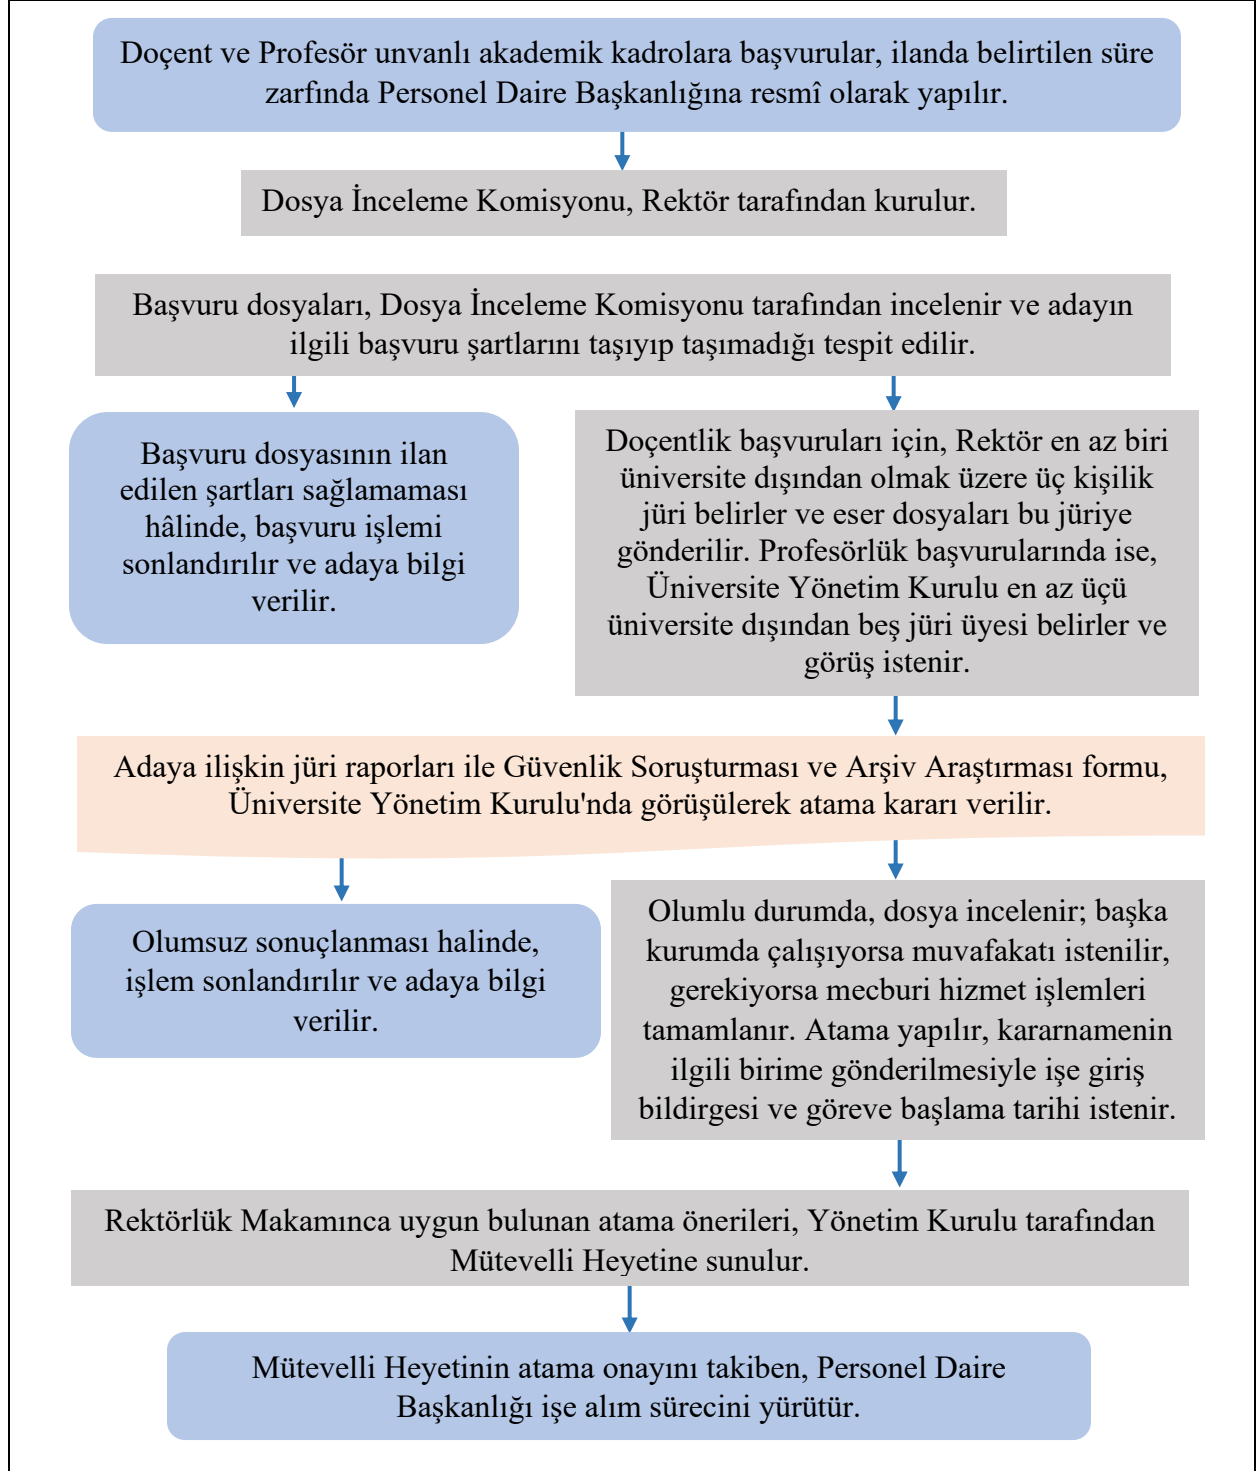 Doçent ve Profesör unvanlı akademik kadrolara başvurular, ilanda belirtilen süre
zarfında Personel Daire Başkanlığına resmî olarak yapılır.
Dosya İnceleme Komisyonu, Rektör tarafından kurulur.
Başvuru dosyaları, Dosya İnceleme Komisyonu tarafından incelenir ve adayın
ilgili başvuru şartlarını taşıyıp taşımadığı tespit edilir.
Başvuru dosyasının ilan
edilen şartları sağlamaması
hâlinde, başvuru işlemi
sonlandırılır ve adaya bilgi
verilir.
Doçentlik başvuruları için, Rektör en az biri
üniversite dışından olmak üzere üç kişilik
jüri belirler ve eser dosyaları bu jüriye
gönderilir. Profesörlük başvurularında ise,
Üniversite Yönetim Kurulu en az üçü
üniversite dışından beş jüri üyesi belirler ve
görüş istenir.
Adaya ilişkin jüri raporları ile Güvenlik Soruşturması ve Arşiv Araştırması formu,
Üniversite Yönetim Kurulu'nda görüşülerek atama kararı verilir.
Olumsuz sonuçlanması halinde,
işlem sonlandırılır ve adaya bilgi
verilir.
Olumlu durumda, dosya incelenir; başka
kurumda çalışıyorsa muvafakatı istenilir,
gerekiyorsa mecburi hizmet işlemleri
tamamlanır. Atama yapılır, kararnamenin
ilgili birime gönderilmesiyle işe giriş
bildirgesi ve göreve başlama tarihi istenir.
Rektörlük Makamınca uygun bulunan atama önerileri, Yönetim Kurulu tarafından
Mütevelli Heyetine sunulur.
Mütevelli Heyetinin atama onayını takiben, Personel Daire
Başkanlığı işe alım sürecini yürütür.